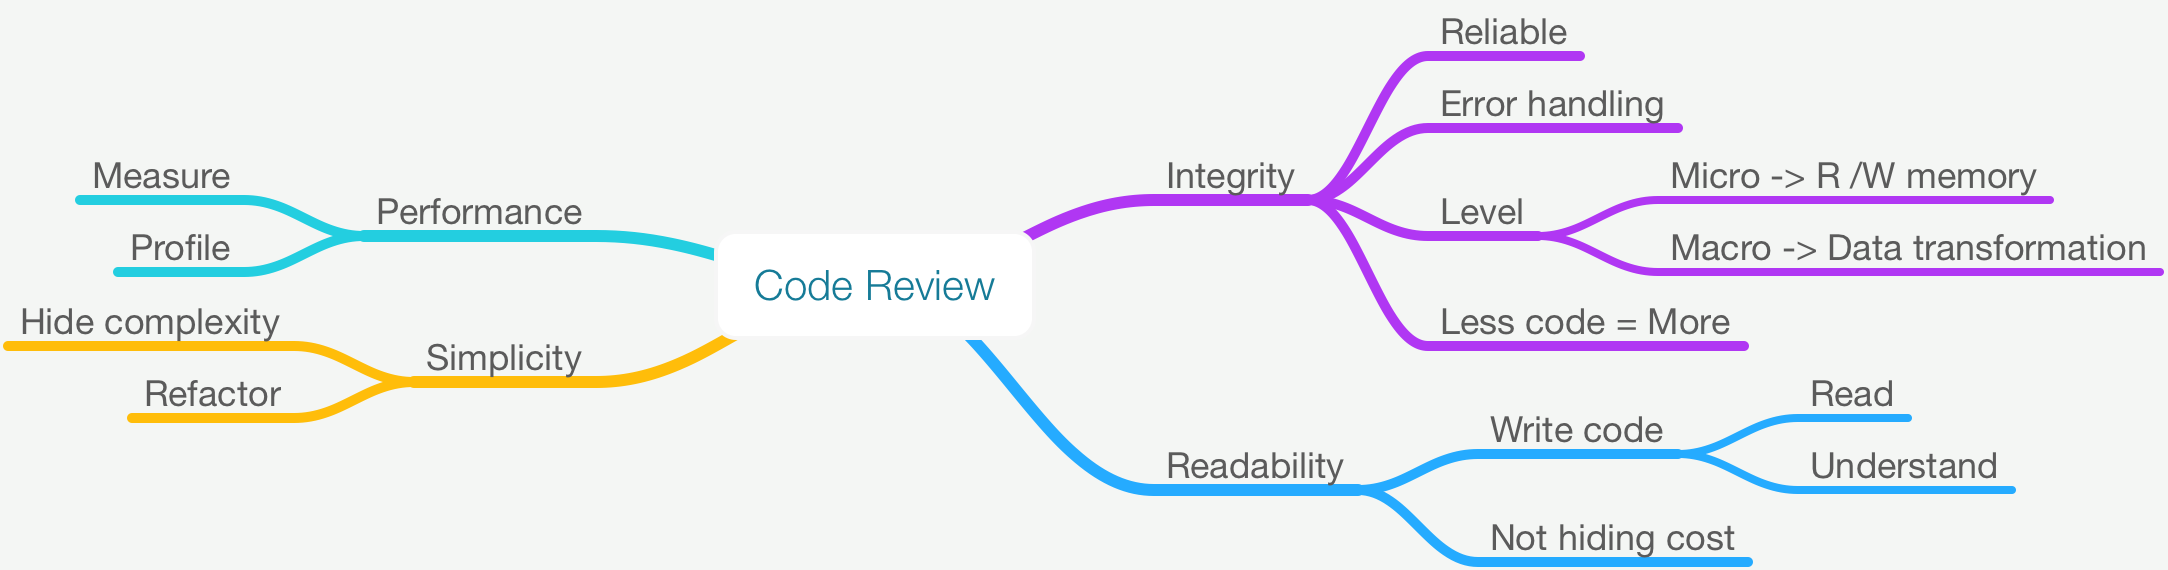 Code Review
Integrity
Reliable
Error handling
Level
Micro -> R /W memory
Macro -> Data transformation
Less code = More
Readability
Write code
Read
Understand
Not hiding cost
Performance
Measure
Profile
Simplicity
Hide complexity
Refactor